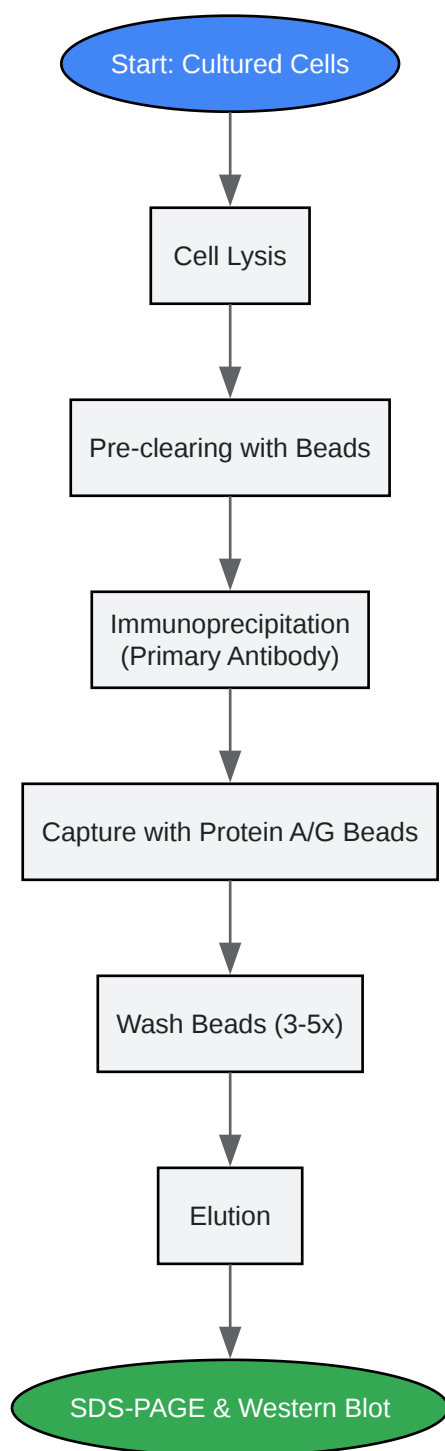 Start: Cultured Cells
Cell Lysis
Pre-clearing with Beads
Immunoprecipitation
(Primary Antibody)
Capture with Protein A/G Beads
Wash Beads (3-5x)
Elution
SDS-PAGE & Western Blot